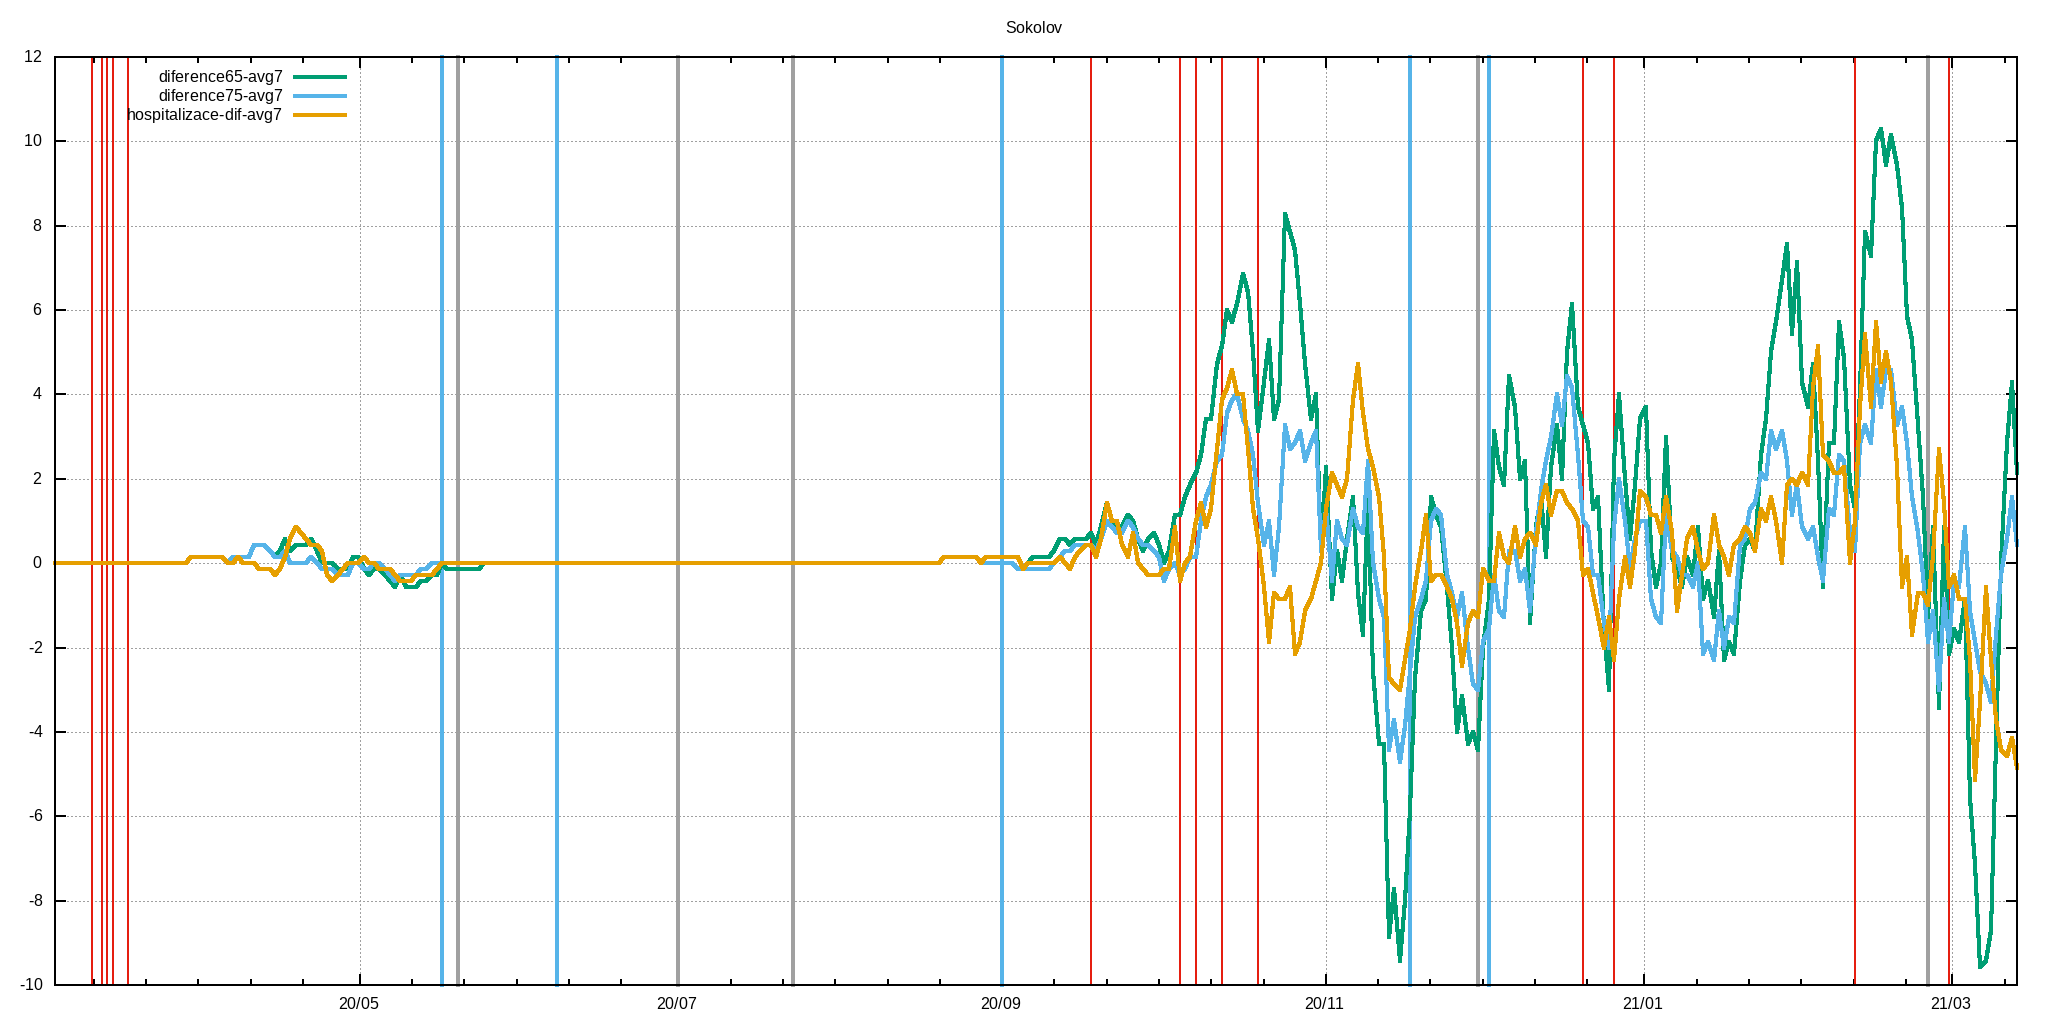 Sokolov
diference65-avg7
diference75-avg7
hospitalizace-dif-avg7
12
10
8
6
4
2
0
-2
-4
-6
-8
-10
20/05 20/07 20/09 20/11 21/01 21/03